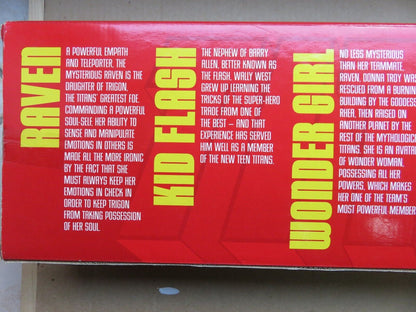 RAVEN
A POWERFUL EMPATH
AND TELEPORTER, THE
MYSTERIOUS RAVEN IS THE
DAUGHTER OF TRIGON,
THE TITANS' GREATEST FOE.
COMMANDING A POWERFUL
SOUL-SELF, HER ABILITY TO
SENSE AND MANIPULATE
EMOTIONS IN OTHERS IS
MADE ALL THE MORE IRONIC
BY THE FACT THAT SHE
MUST ALWAYS KEEP HER
EMOTIONS IN CHECK IN
ORDER TO KEEP TRIGON
FROM TAKING POSSESSION
OF HER SOUL.
KID FLASH
THE NEPHEW OF BARRY
ALLEN, BETTER KNOWN AS
THE FLASH, WALLY WEST
GREW UP LEARNING THE
TRICKS OF THE SUPER-HERO
TRADE FROM ONE OF
THE BEST – AND THAT
EXPERIENCE HAS SERVED
HIM WELL AS A MEMBER
OF THE NEW TEEN TITANS.
WONDER GIRL
NO LESS MYSTERIOUS
THAN HER TEAMMATE,
RAVEN, DONNA TROY WAS
RESCUED FROM A BURNING
BUILDING BY THE GODDESS
RHEA, THEN RAISED ON
ANOTHER PLANET BY THE
REST OF THE MYTHOLOGICAL
TITANS. SHE IS AN AVATAR
OF WONDER WOMAN,
POSSESSING ALL HER
POWERS, WHICH MAKES
HER ONE OF THE TEAM'S
MOST POWERFUL MEMBERS